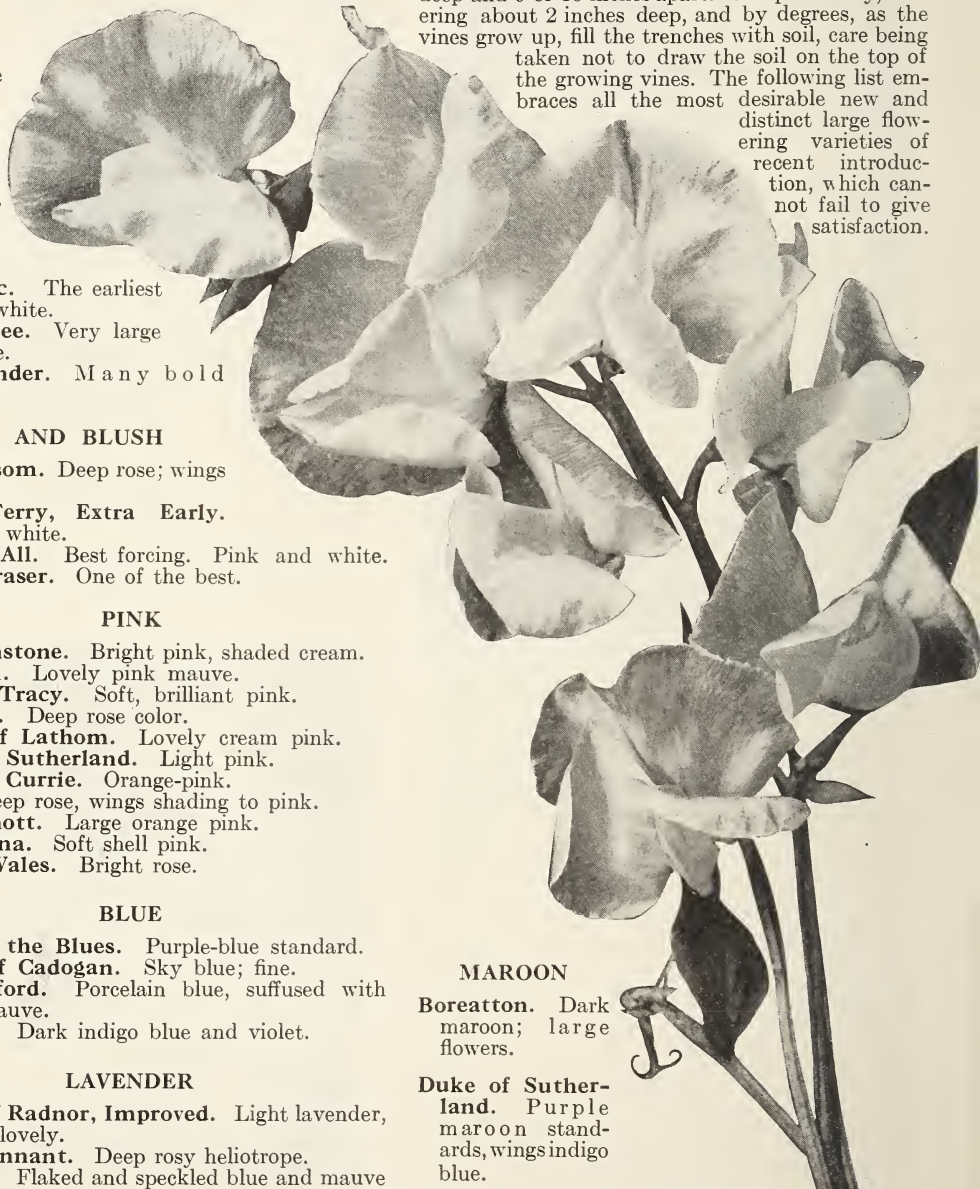 ering about 2 inches deep, and by degrees, as the
vines grow up, fill the trenches with soil, care being
taken not to draw the soil on the top of
the growing vines. The following list em-
braces all the most desirable new and
distinct large flow-
ering varieties of
recent introduc-
tion, which can-
not fail to give
satisfaction.
c. The earliest
white.
ee. Very large
e.
nder. Many bold
AND BLUSH
som. Deep rose; wings
Ferry, Extra Early.
white.
All. Best forcing. Pink and white.
raser. One of the best.
PINK
nstone. Bright pink, shaded cream.
Lovely pink mauve.
Tracy. Soft, brilliant pink.
Deep rose color.
f Lathom. Lovely cream pink.
Sutherland. Light pink.
Currie. Orange-pink.
eep rose, wings shading to pink.
nott. Large orange pink.
na. Soft shell pink.
Wales. Bright rose.
BLUE
the Blues. Purple-blue standard.
f Cadogan. Sky blue; fine.
ford. Porcelain blue, suffused with
auve.
Dark indigo blue and violet.
LAVENDER
Radnor, Improved. Light lavender,
lovely.
nnant. Deep rosy heliotrope.
Flaked and speckled blue and mauve
MAROON
Boreatton. Dark
maroon; large
flowers.
Duke of Suther-
land. Purple
maroon stand-
ards, wings indigo
blue.